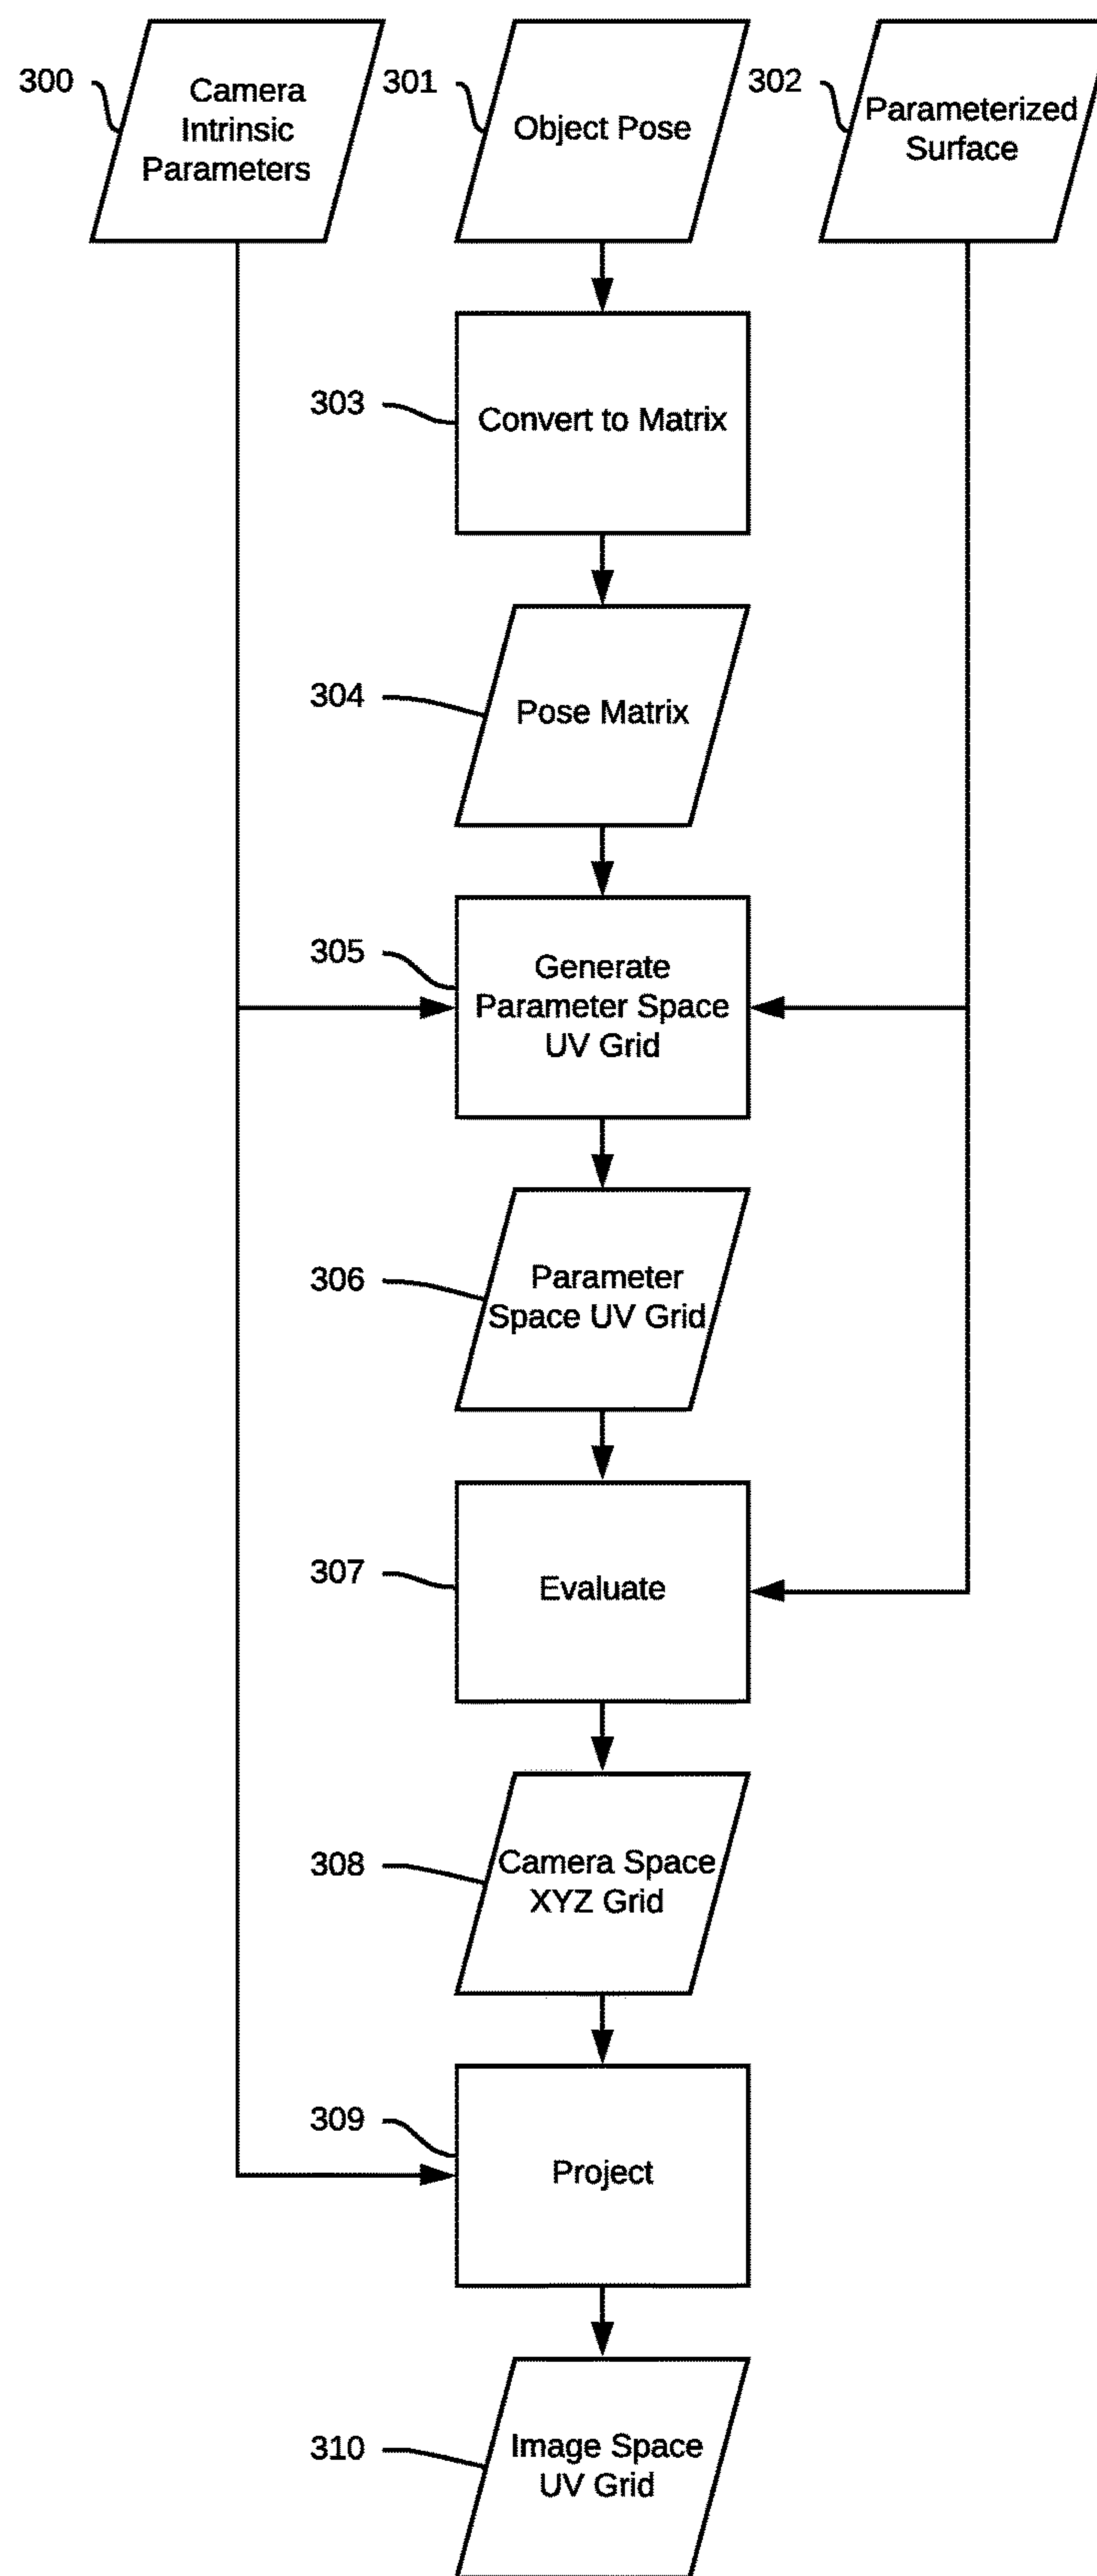 300
Camera
Intrinsic
Parameters
301
Object Pose
302
Parameterized
Surface
303
Convert to Matrix
304
Pose Matrix
305
Generate
Parameter Space
UV Grid
306
Parameter
Space UV Grid
307
Evaluate
308
Camera Space
XYZ Grid
309
Project
310
Image Space
UV Grid